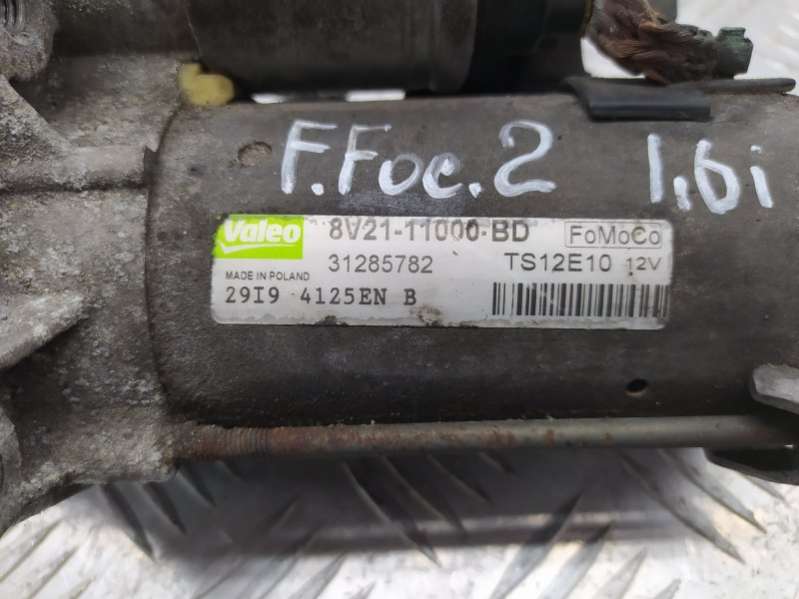 F.Foc.2 1,6i
Valeo 8V21-11000-BD FoMoCo
31285782 TS12E10 12V
MADE IN POLAND
29I9 4125EN B